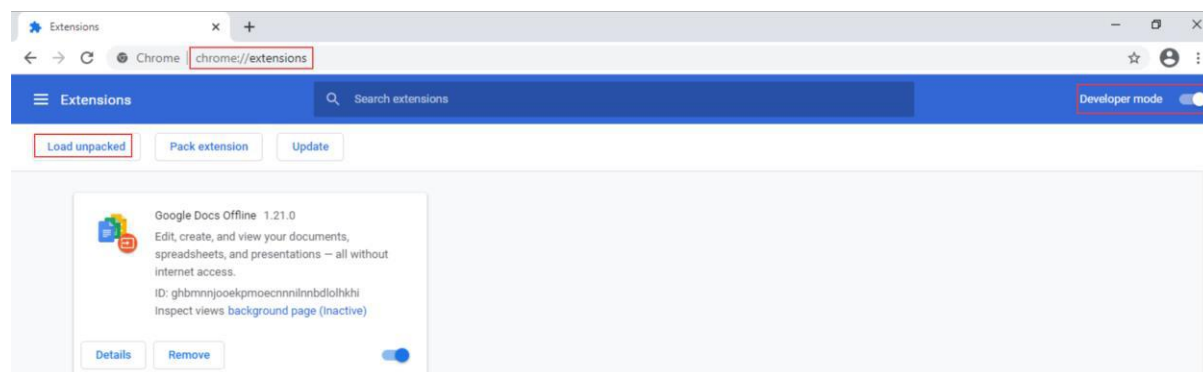 Extensions
Chrome | chrome://extensions
Extensions
Search extensions
Developer mode
Load unpacked
Pack extension
Update
Google Docs Offline 1.21.0
Edit, create, and view your documents,
spreadsheets, and presentations — all without
internet access.
ID: ghbmnnjooekpmoecnnnilnnbdlolhkhi
Inspect views background page (Inactive)
Details
Remove